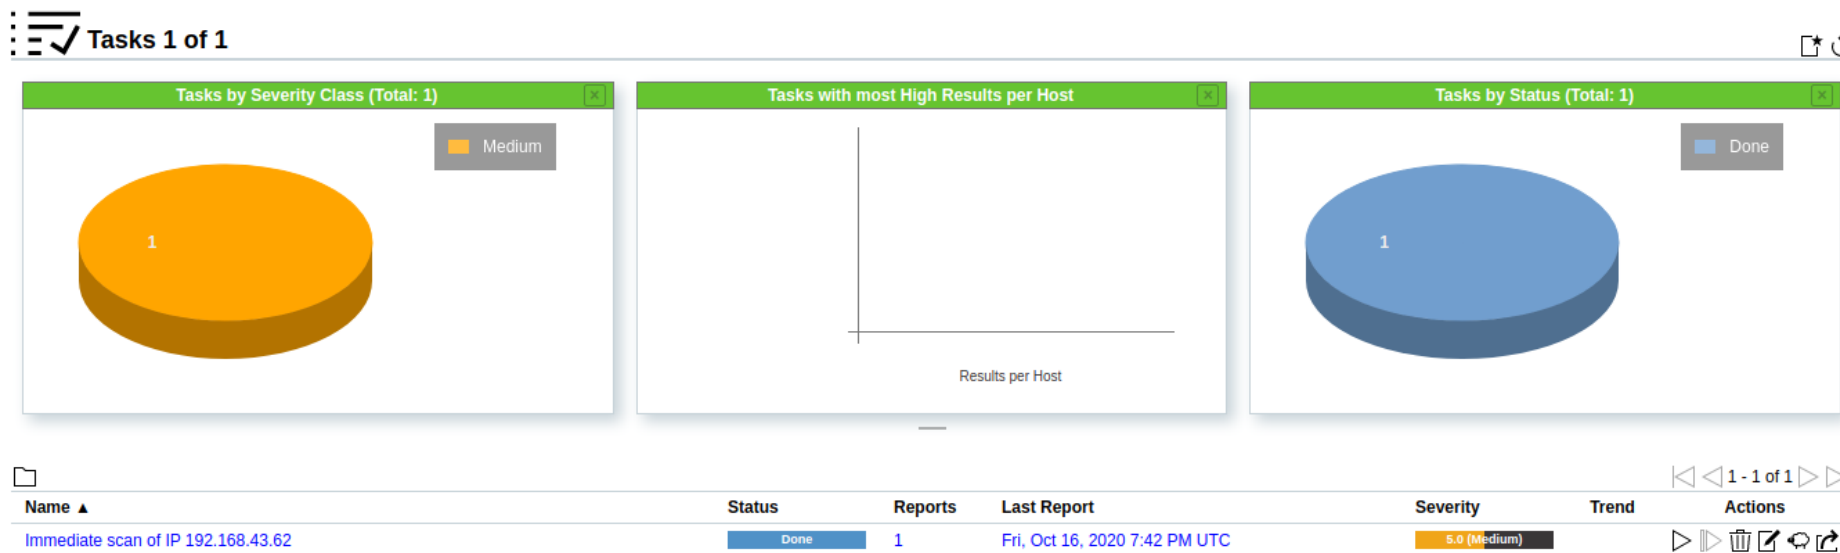 Tasks 1 of 1
Tasks by Severity Class (Total: 1)
Medium
1
Tasks with most High Results per Host
Results per Host
Tasks by Status (Total: 1)
Done
1
1 - 1 of 1
Name ▲ Status Reports Last Report Severity Trend Actions
Immediate scan of IP 192.168.43.62 Done 1 Fri, Oct 16, 2020 7:42 PM UTC 5.0 (Medium)